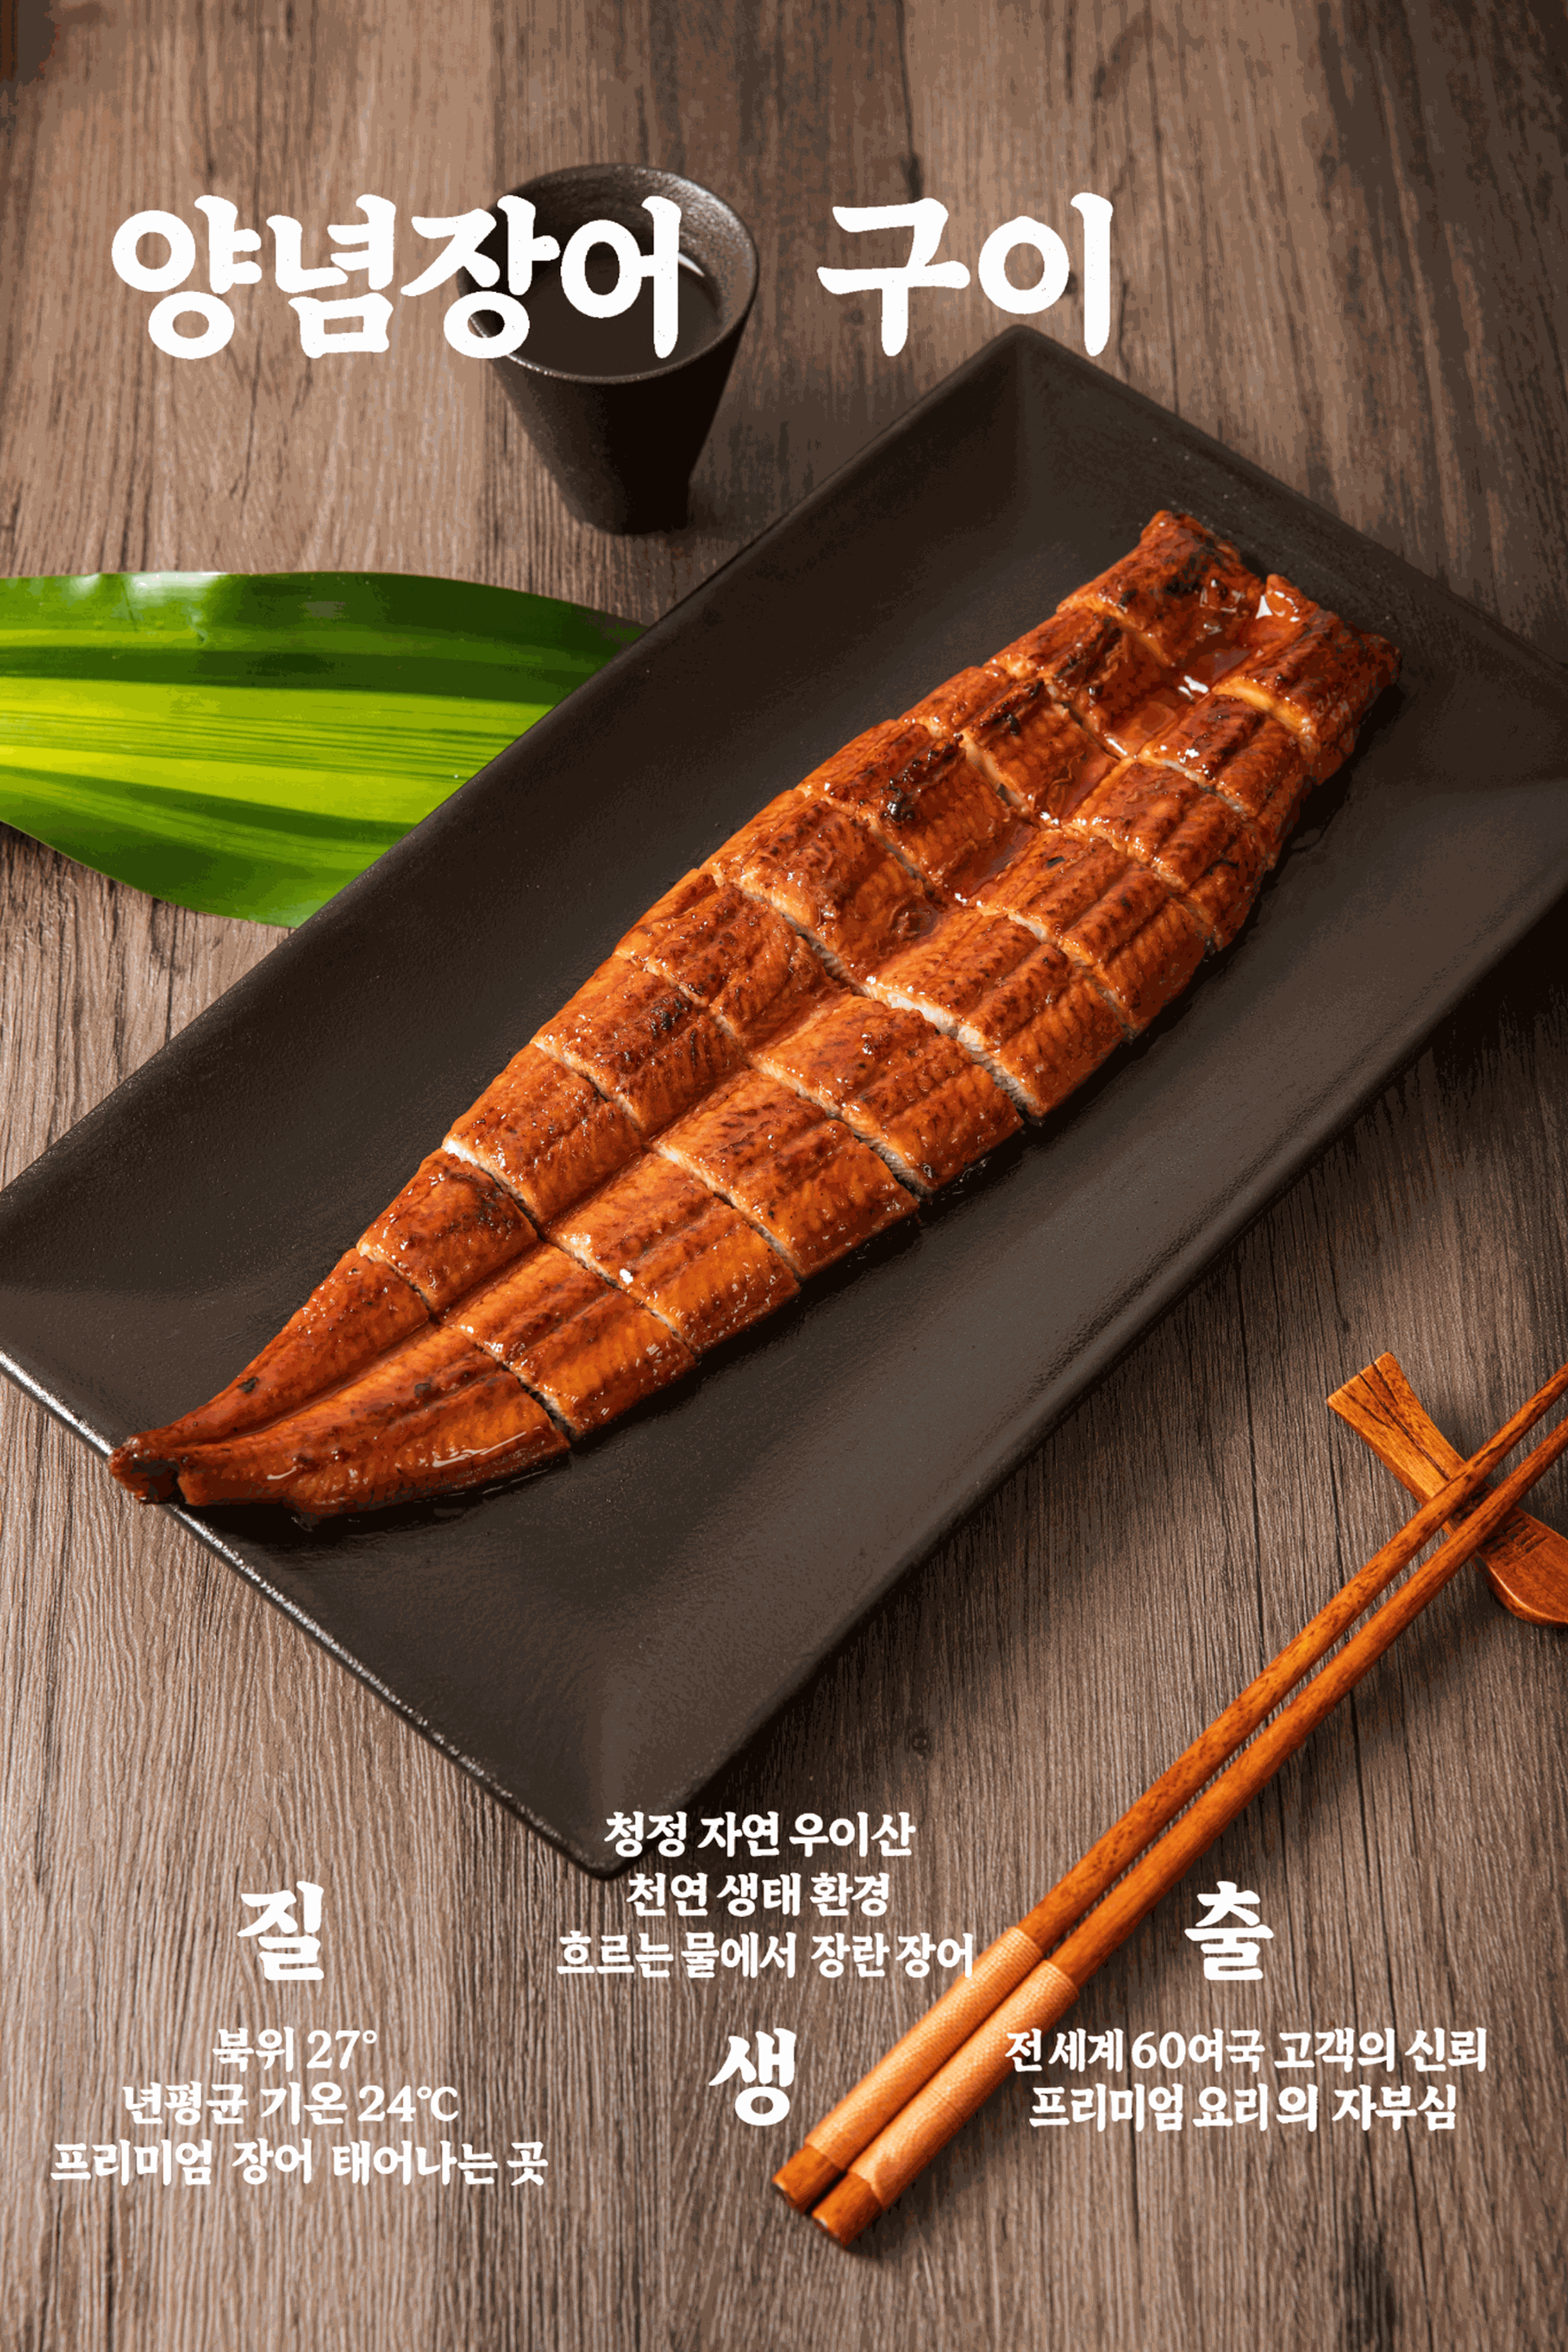 양념장어 구이
질
북위 27°
년평균 기온 24℃
프리미엄 장어 태어나는 곳
청정 자연 우이산
천연 생태 환경
흐르는 물에서 장란 장어
생
출
전세계 60여국 고객의 신뢰
프리미엄 요리의 자부심